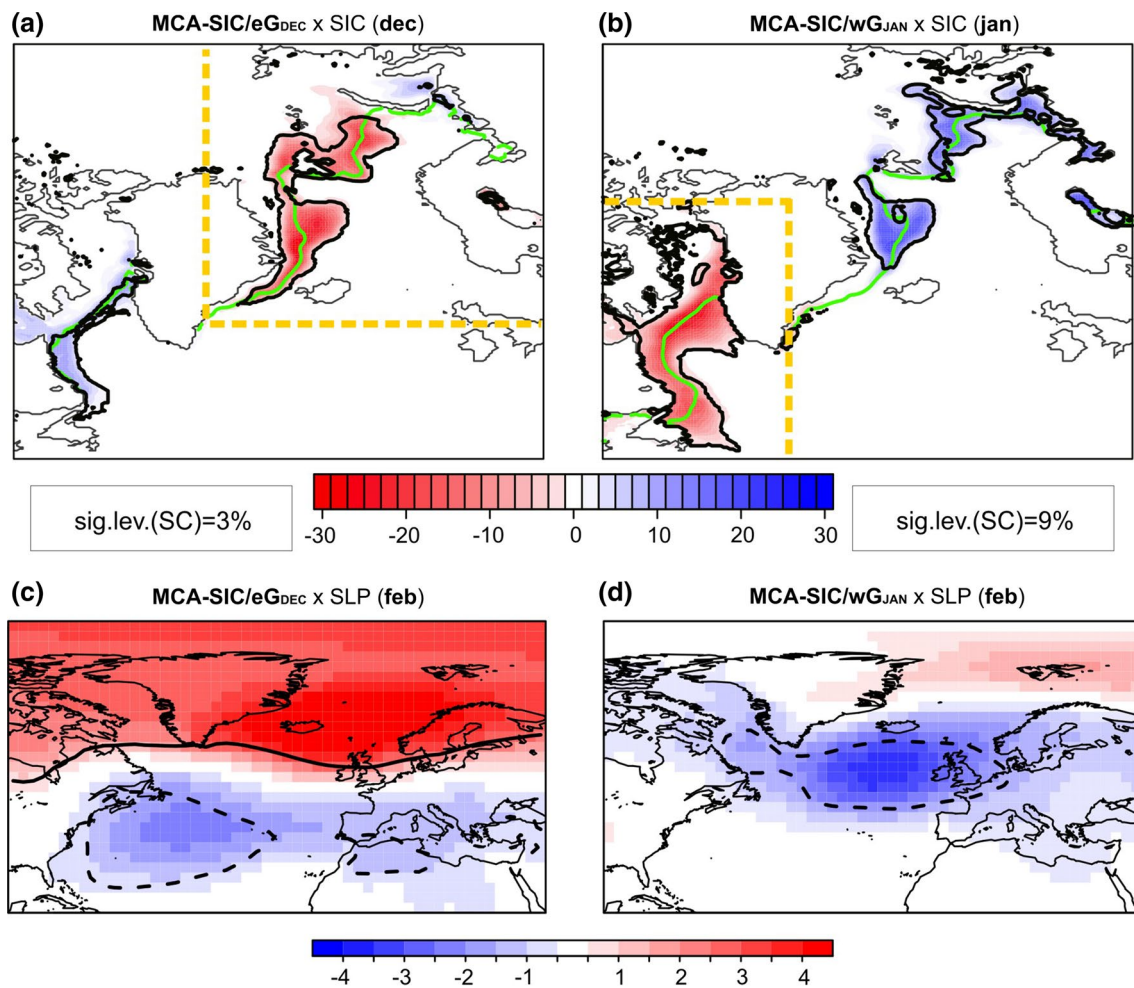 (a) MCA-SIC/eGDEC x SIC (dec)
(b) MCA-SIC/wGJAN x SIC (jan)
sig.lev.(SC)=3%
-30 -20 -10 0 10 20 30
sig.lev.(SC)=9%
(c) MCA-SIC/eGDEC x SLP (feb)
(d) MCA-SIC/wGJAN x SLP (feb)
-4 -3 -2 -1 1 2 3 4